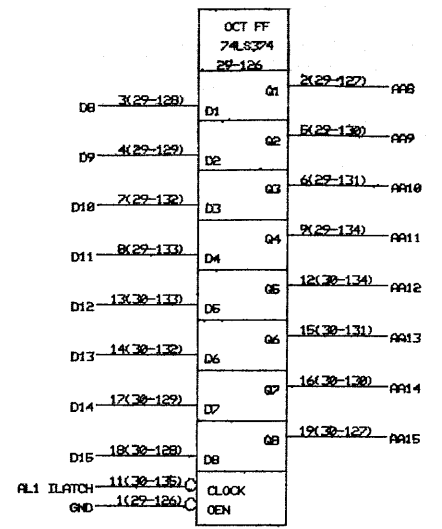 OCT FF
74LS374
29-126
Q1 2(29-127) AA8
D8 3(29-128) D1
Q2 5(29-130) AA9
D9 4(29-129) D2
Q3 6(29-131) AA10
D10 7(29-132) D3
Q4 9(29-134) AA11
D11 8(29-133) D4
Q5 12(30-134) AA12
D12 13(30-133) D5
Q6 15(30-131) AA13
D13 14(30-132) D6
Q7 16(30-130) AA14
D14 17(30-129) D7
Q8 19(30-127) AA15
D15 18(30-128) D8
AL1 ILATCH 11(30-135) CLOCK
GND 1(29-126) OEN